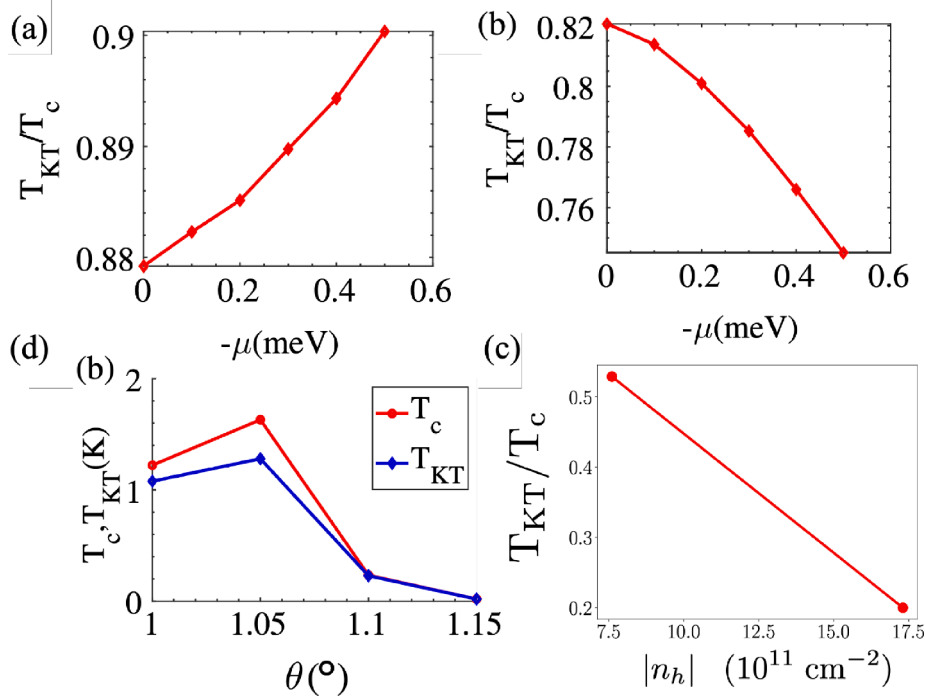 (a)
0.9
0.89
0.88
T_KT/T_c
0 0.2 0.4 0.6
-μ(meV)
(b)
0.82
0.8
0.78
0.76
T_KT/T_c
0 0.2 0.4 0.6
-μ(meV)
(d)
(b)
2
1
0
T_c,T_KT(K)
T_c
T_KT
1 1.05 1.1 1.15
θ(°)
(c)
0.5
0.4
0.3
0.2
T_KT/T_c
7.5 10.0 12.5 15.0 17.5
|n_h| (10^11 cm^−2)